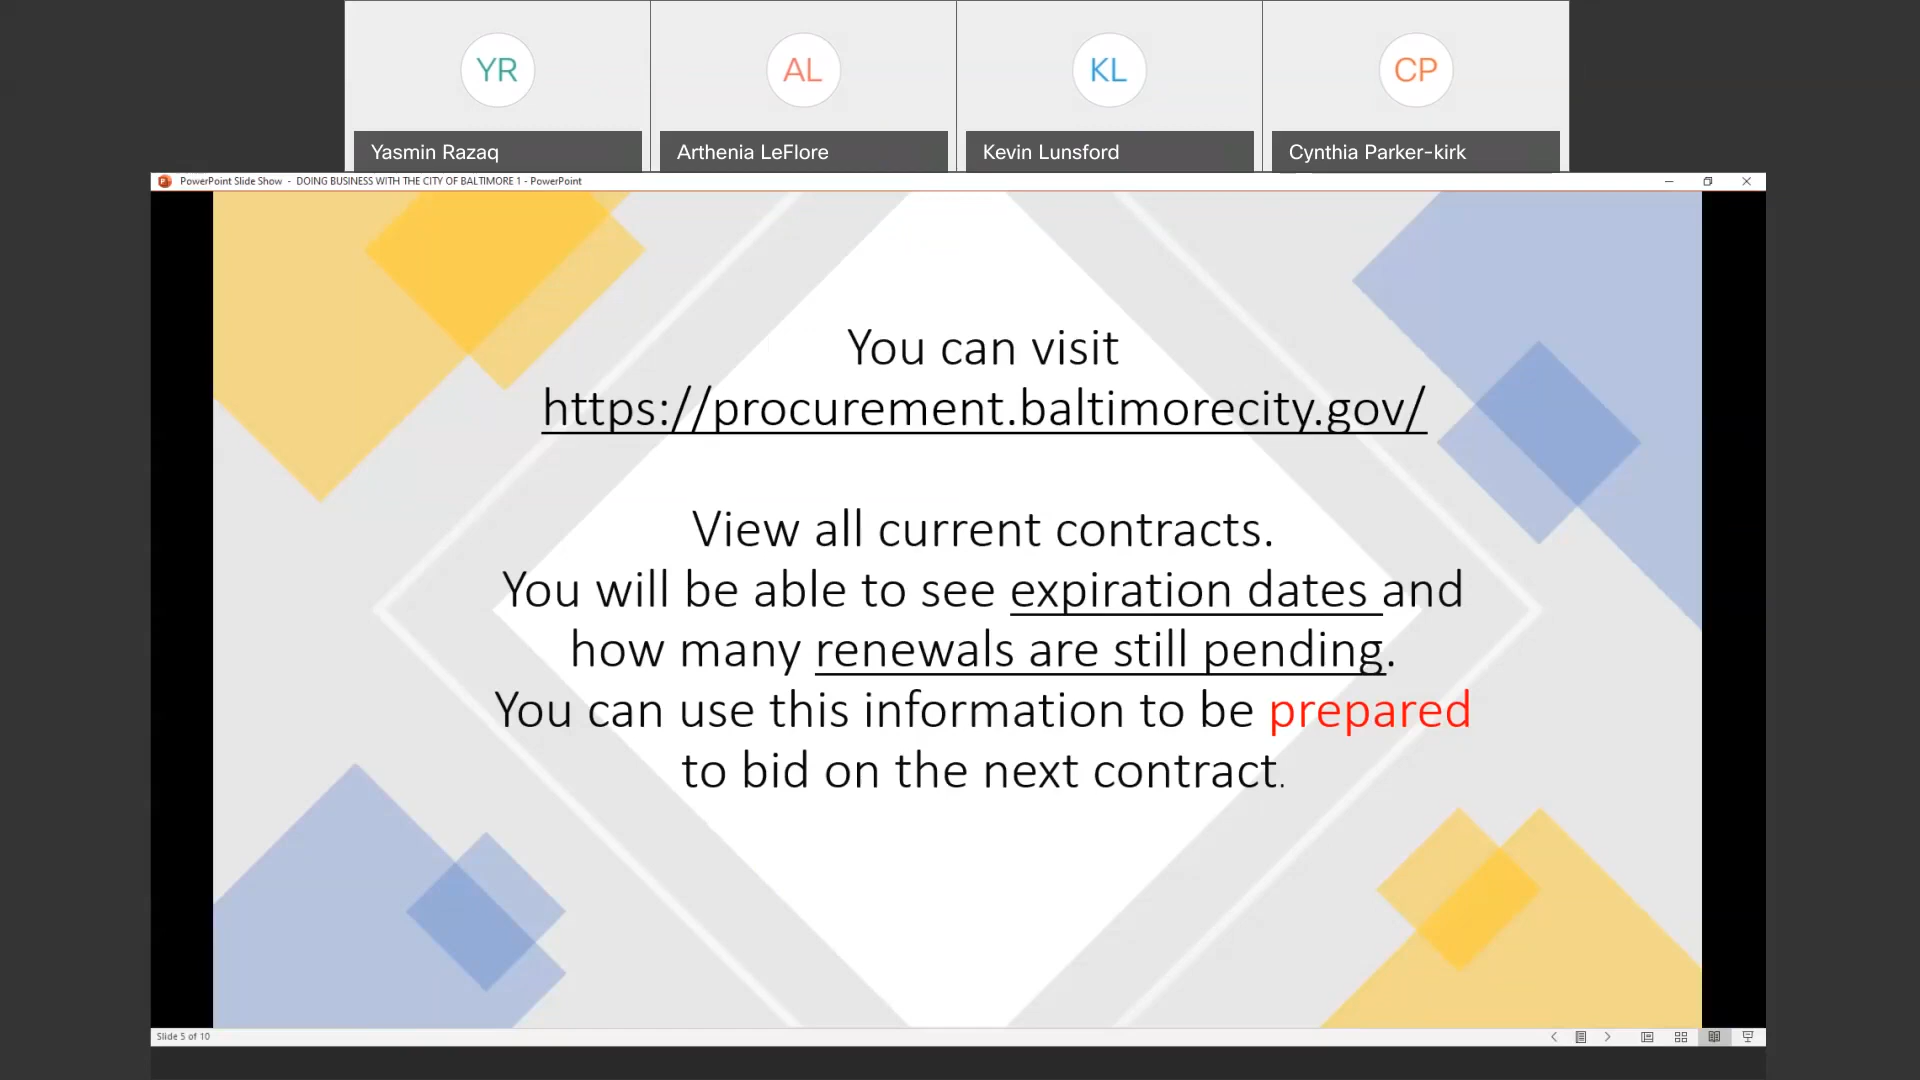 YR
AL
KL
CP
Yasmin Razaq
Arthenia LeFlore
Kevin Lunsford
Cynthia Parker-kirk
PowerPoint Slide Show - DOING BUSINESS WITH THE CITY OF BALTIMORE 1 - PowerPoint
You can visit
https://procurement.baltimorecity.gov/
View all current contracts.
You will be able to see expiration dates and
how many renewals are still pending.
You can use this information to be prepared
to bid on the next contract.
Slide 5 of 10